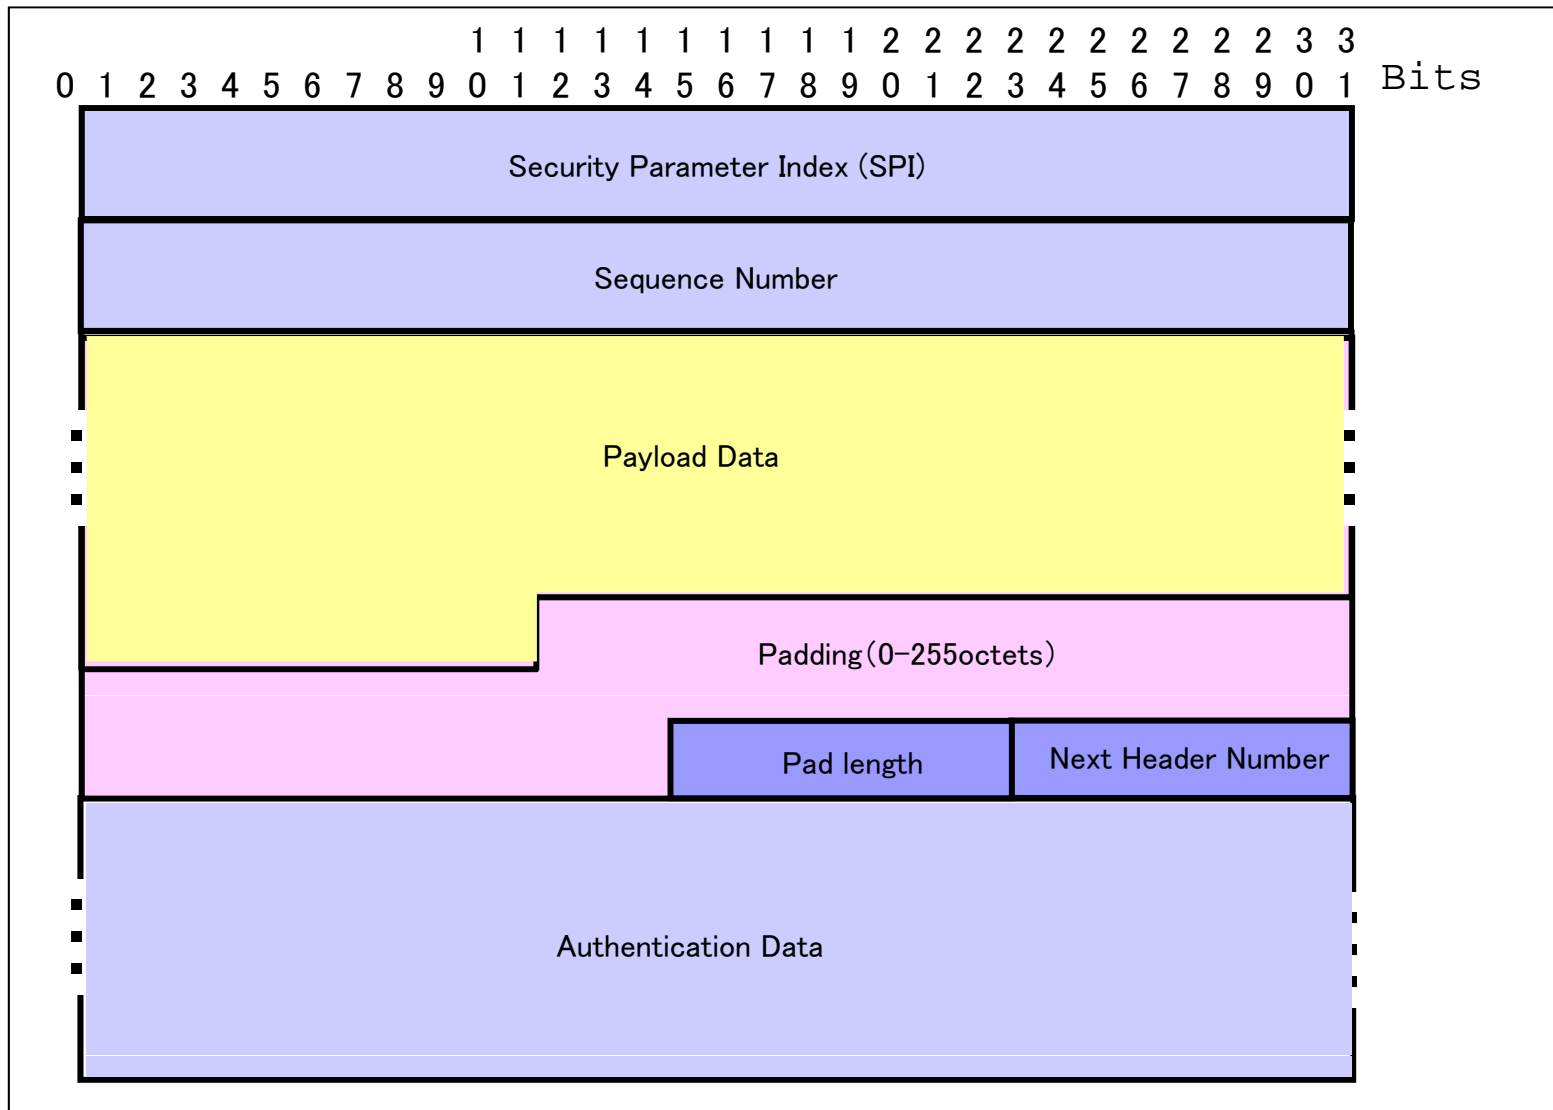 1 1 1 1 1 1 1 1 1 1 2 2 2 2 2 2 2 2 2 2 3 3
0 1 2 3 4 5 6 7 8 9 0 1 2 3 4 5 6 7 8 9 0 1 2 3 4 5 6 7 8 9 0 1 Bits
Security Parameter Index (SPI)
Sequence Number
Payload Data
Padding(0-255octets)
Pad length
Next Header Number
Authentication Data